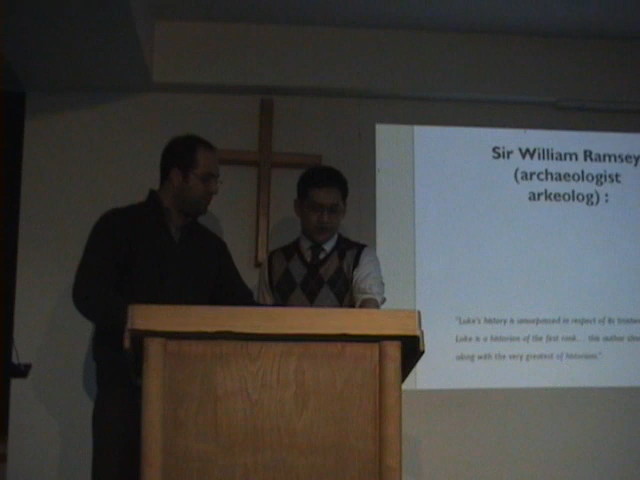 Sir William Ramsey
(archaeologist
arkeolog) :
"Luke's history is unsurpassed in respect of its
Luke is a historian of the first rank... this author
along with the very greatest of historians."